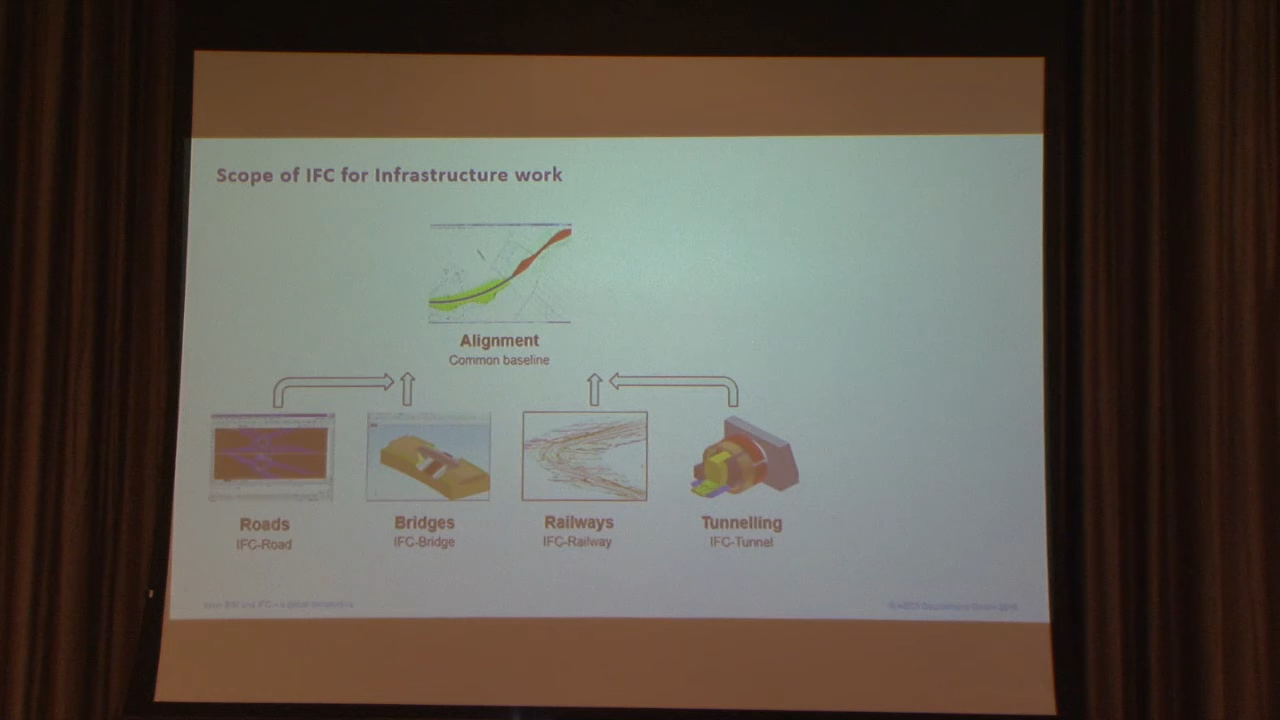 Scope of IFC for Infrastructure work
Alignment
Common baseline
Roads
IFC-Road
Bridges
IFC-Bridge
Railways
IFC-Railway
Tunnelling
IFC-Tunnel